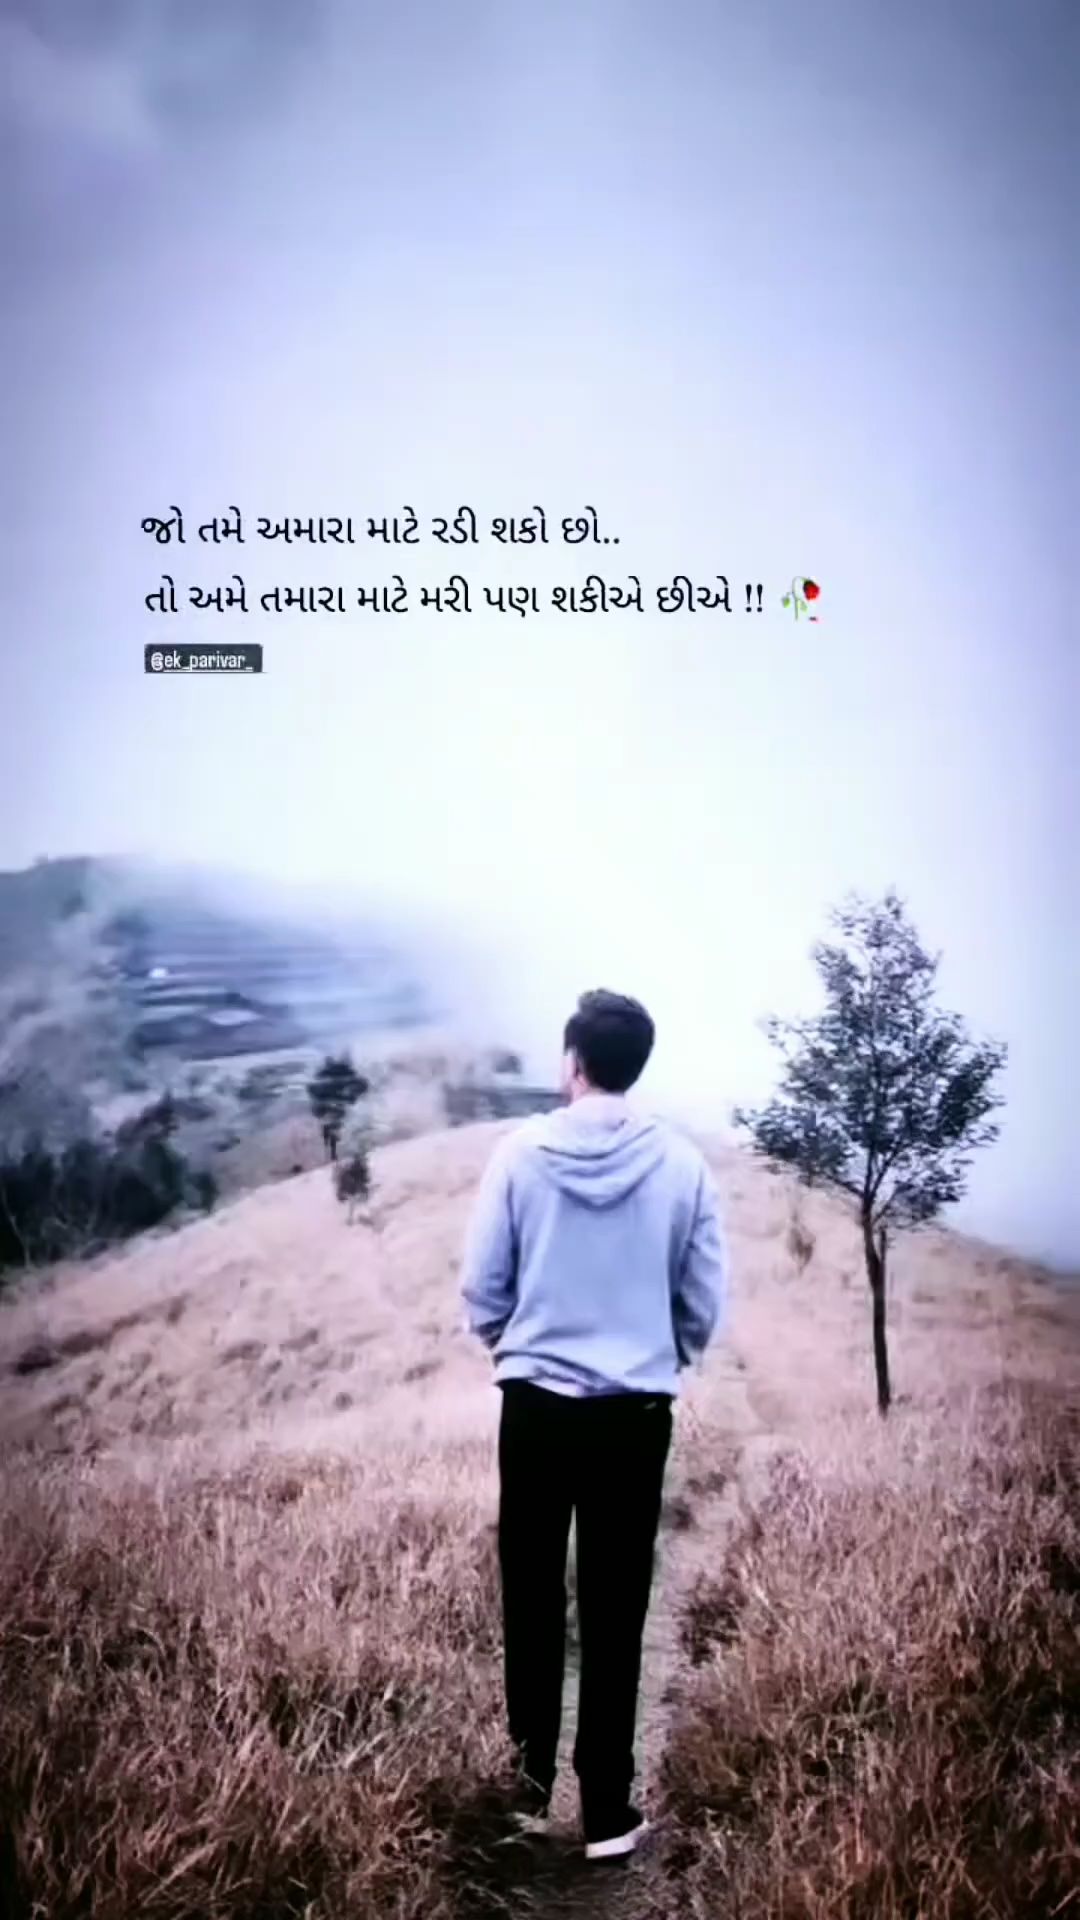 જો તમે અમારા માટે રડી શકો છો..
તો અમે તમારા માટે મરી પણ શકીએ છીએ !! 🥀
@ek_parivar_